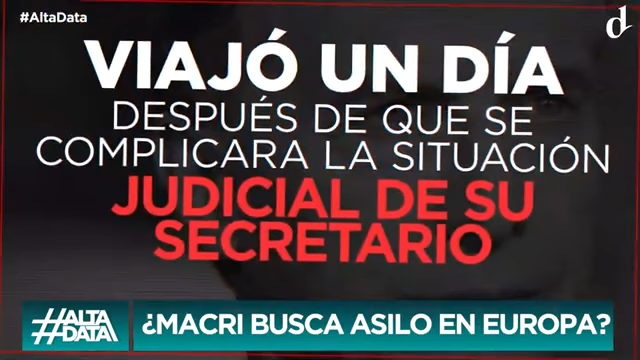 #AltaData
d
VIAJÓ UN DÍA
DESPUÉS DE QUE SE
COMPLICARA LA SITUACIÓN
JUDICIAL DE SU
SECRETARIO
#ALTA
DATA
¿MACRI BUSCA ASILO EN EUROPA?